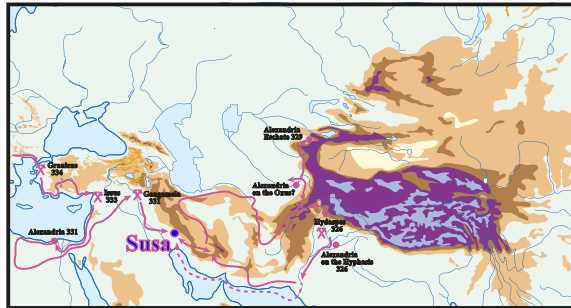 Alexandria
Eschate 329
Granicus
334
Issus
333
Gaugamela
331
Alexandria
on the Oxus?
Alexandria 331
Susa
Hydaspes
326
Alexandria
on the Hyphasis
326